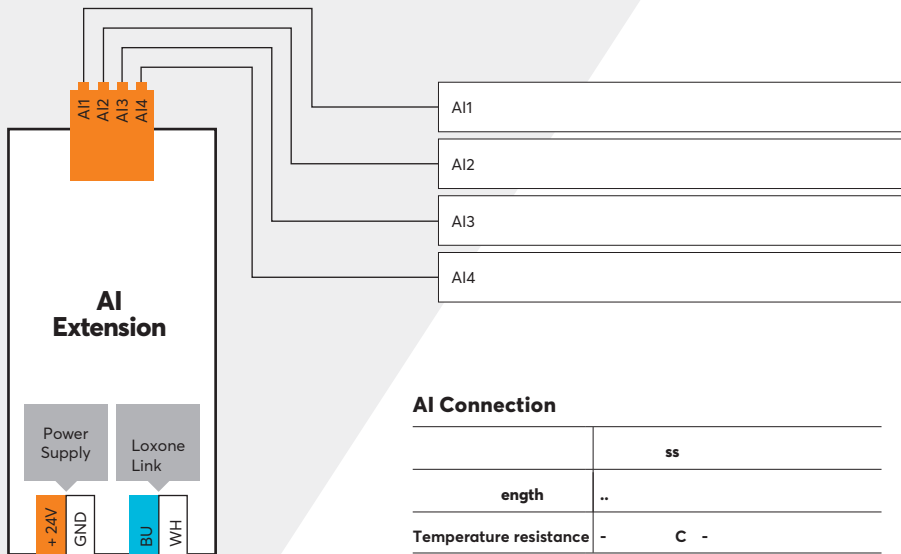 AI1
AI2
AI3
AI4
AI1
AI2
AI3
AI4
AI
Extension
Power
Supply
Loxone
Link
+ 24V
GND
BU
WH
AI Connection
ss
ength
..
Temperature resistance - C -